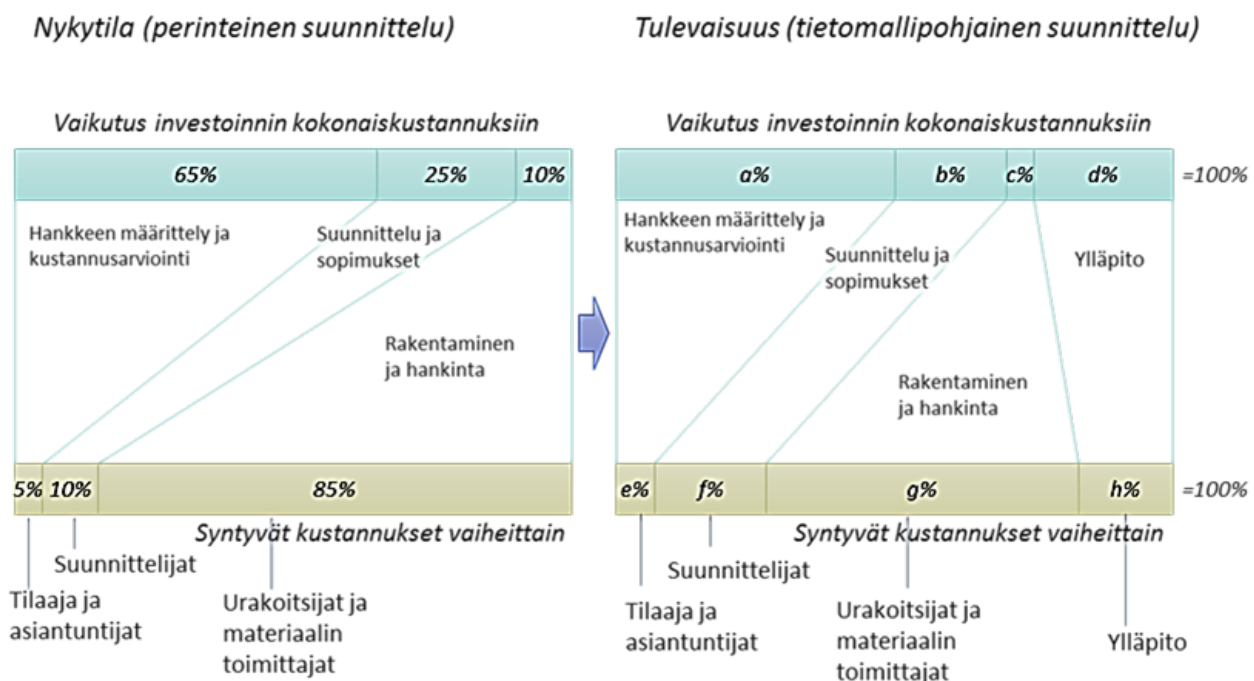 Nykytila (perinteinen suunnittelu)
Vaikutus investoinnin kokonaiskustannuksiin
65% 25% 10%
Hankkeen määrittely ja
kustannusarviointi
Suunnittelu ja
sopimukset
Rakentaminen
ja hankinta
5% 10% 85%
Syntyvät kustannukset vaiheittain
Suunnittelijat
Tilaaja ja
asiantuntijat
Urakoitsijat ja
materiaalin
toimittajat
Tulevaisuus (tietomallipohjainen suunnittelu)
Vaikutus investoinnin kokonaiskustannuksiin
a% b% c% d% =100%
Hankkeen määrittely ja
kustannusarviointi
Suunnittelu ja
sopimukset
Ylläpito
Rakentaminen
ja hankinta
e% f% g% h% =100%
Syntyvät kustannukset vaiheittain
Suunnittelijat
Tilaaja ja
asiantuntijat
Urakoitsijat ja
materiaalin
toimittajat
Ylläpito